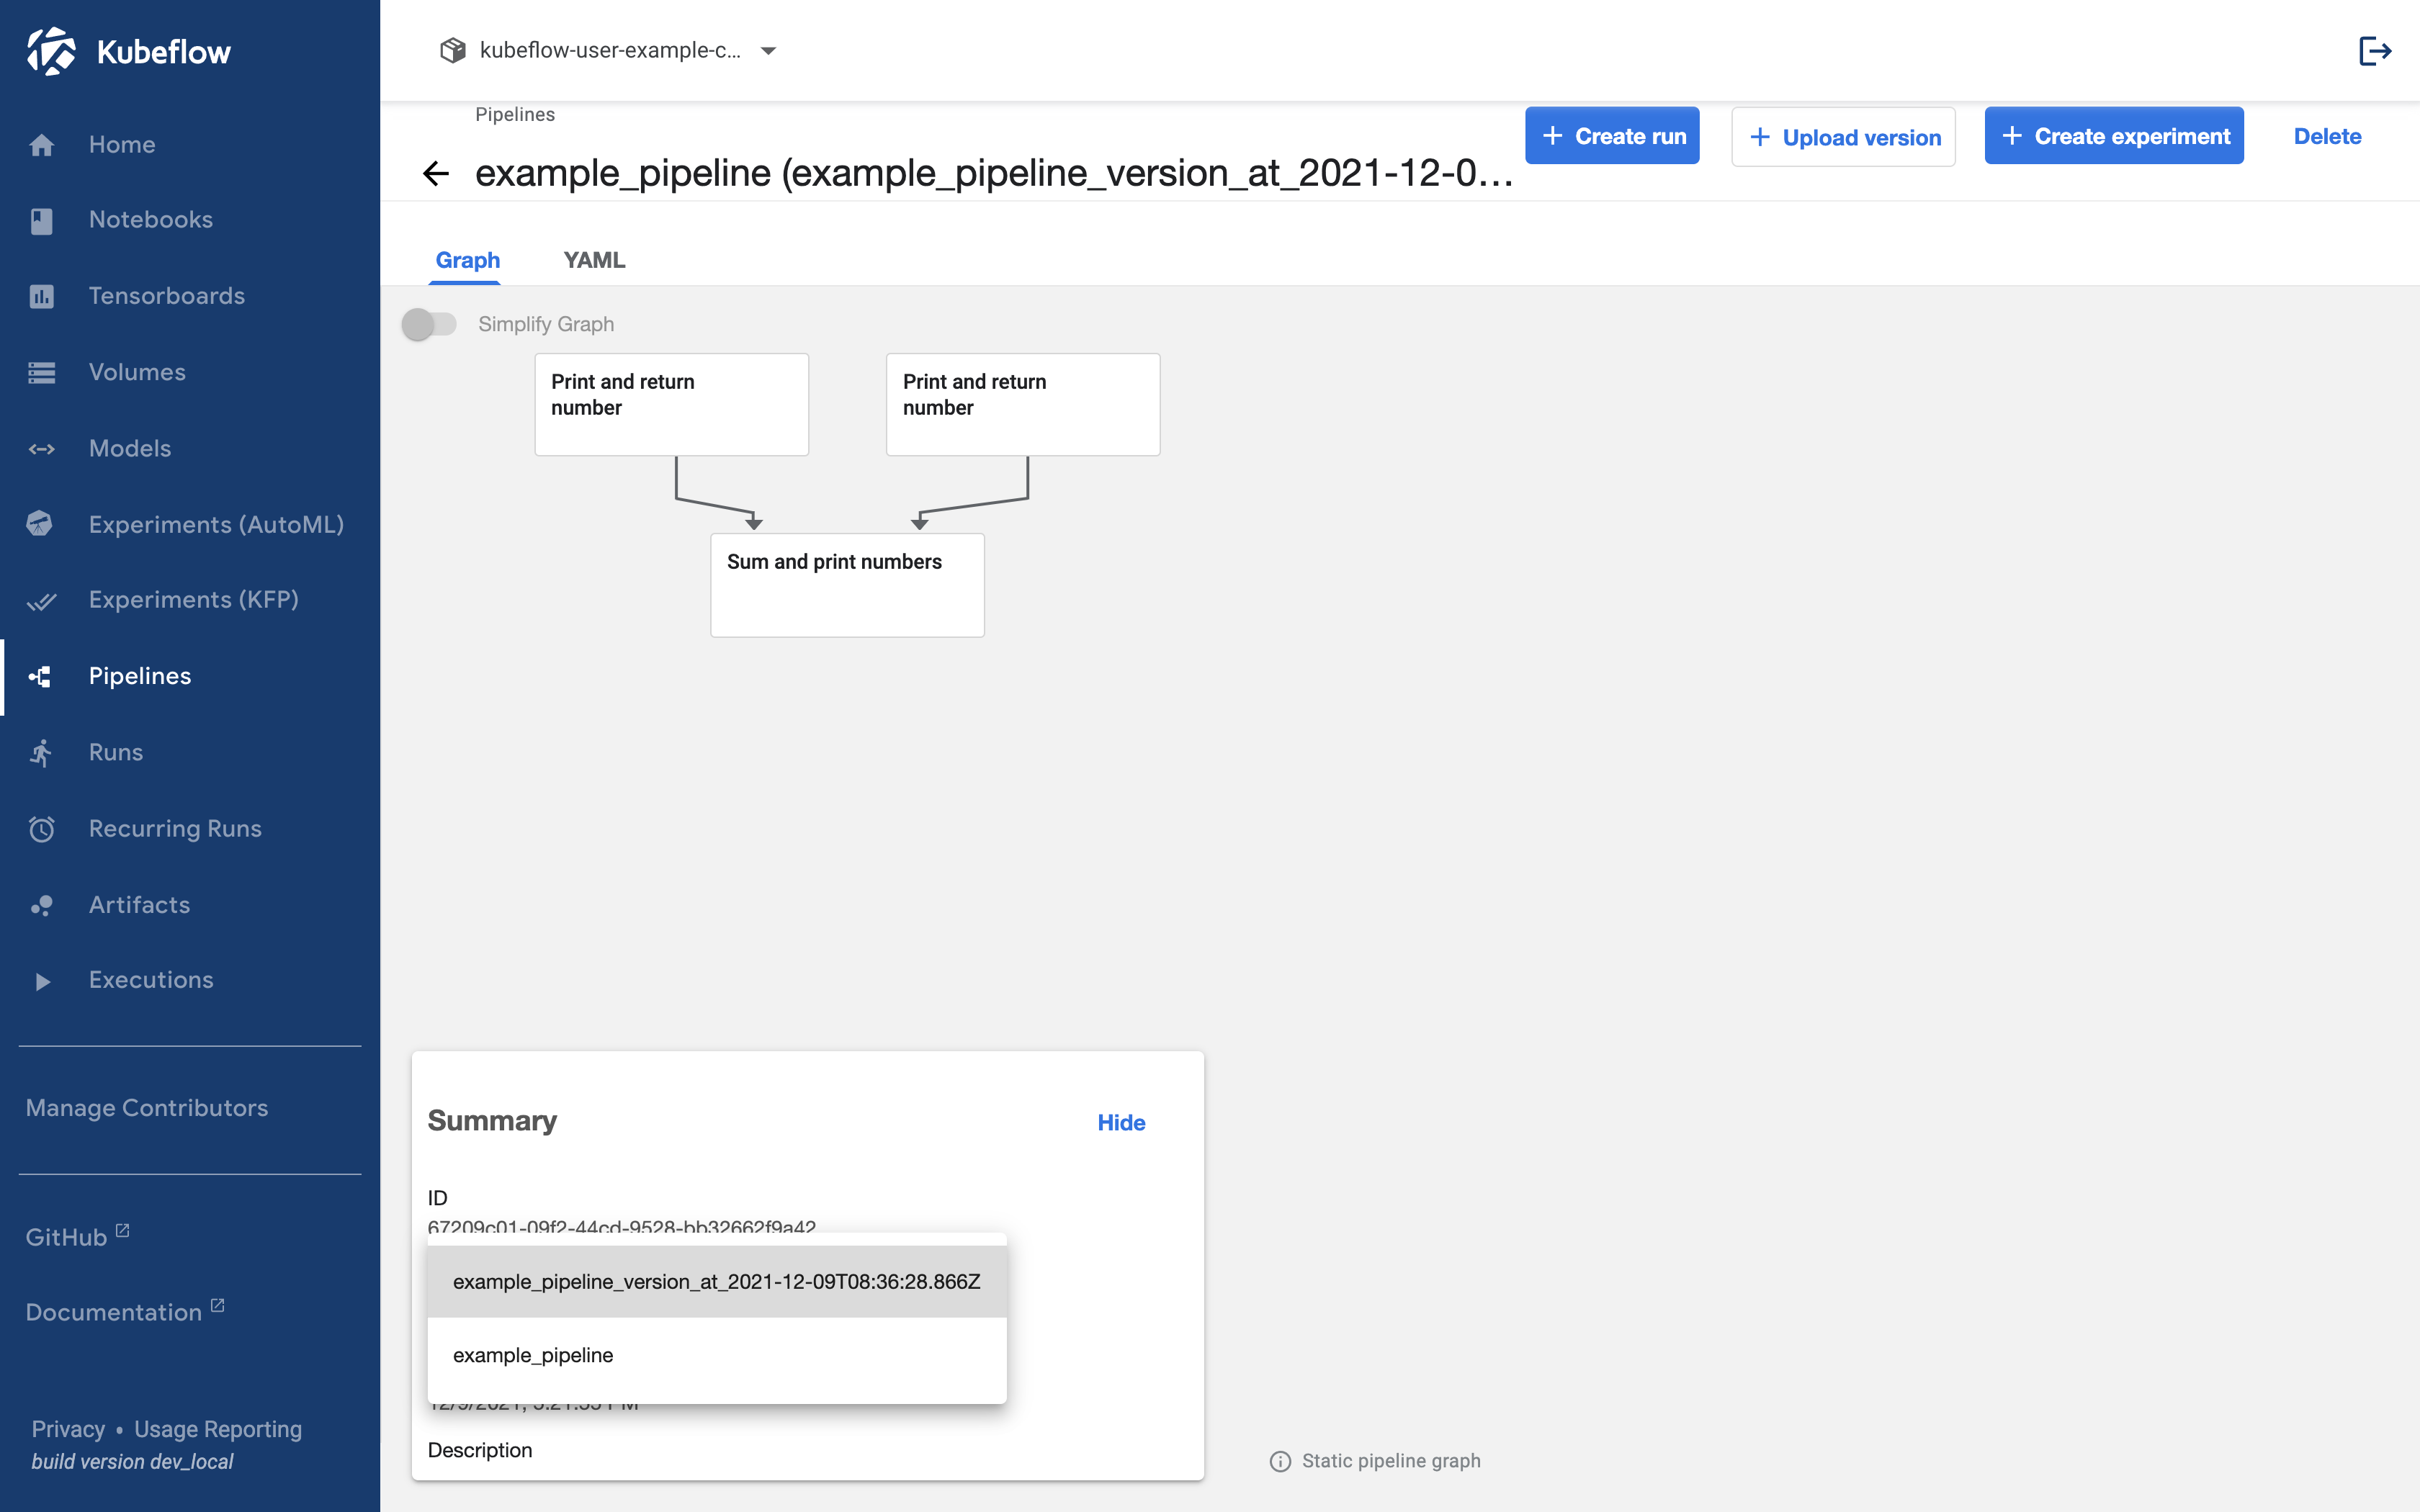 Kubeflow
kubeflow-user-example-c...
Home
Notebooks
Tensorboards
Volumes
Models
Experiments (AutoML)
Experiments (KFP)
Pipelines
Runs
Recurring Runs
Artifacts
Executions
Manage Contributors
GitHub
Documentation
Privacy • Usage Reporting
build version dev_local
Pipelines
example_pipeline (example_pipeline_version_at_2021-12-0...
+ Create run
+ Upload version
+ Create experiment
Delete
Graph YAML
Simplify Graph
Print and return
number
Print and return
number
Sum and print numbers
Summary
Hide
ID
67209c01-09f2-44cd-9528-bb32662f9a42
example_pipeline_version_at_2021-12-09T08:36:28.866Z
example_pipeline
Description
Static pipeline graph